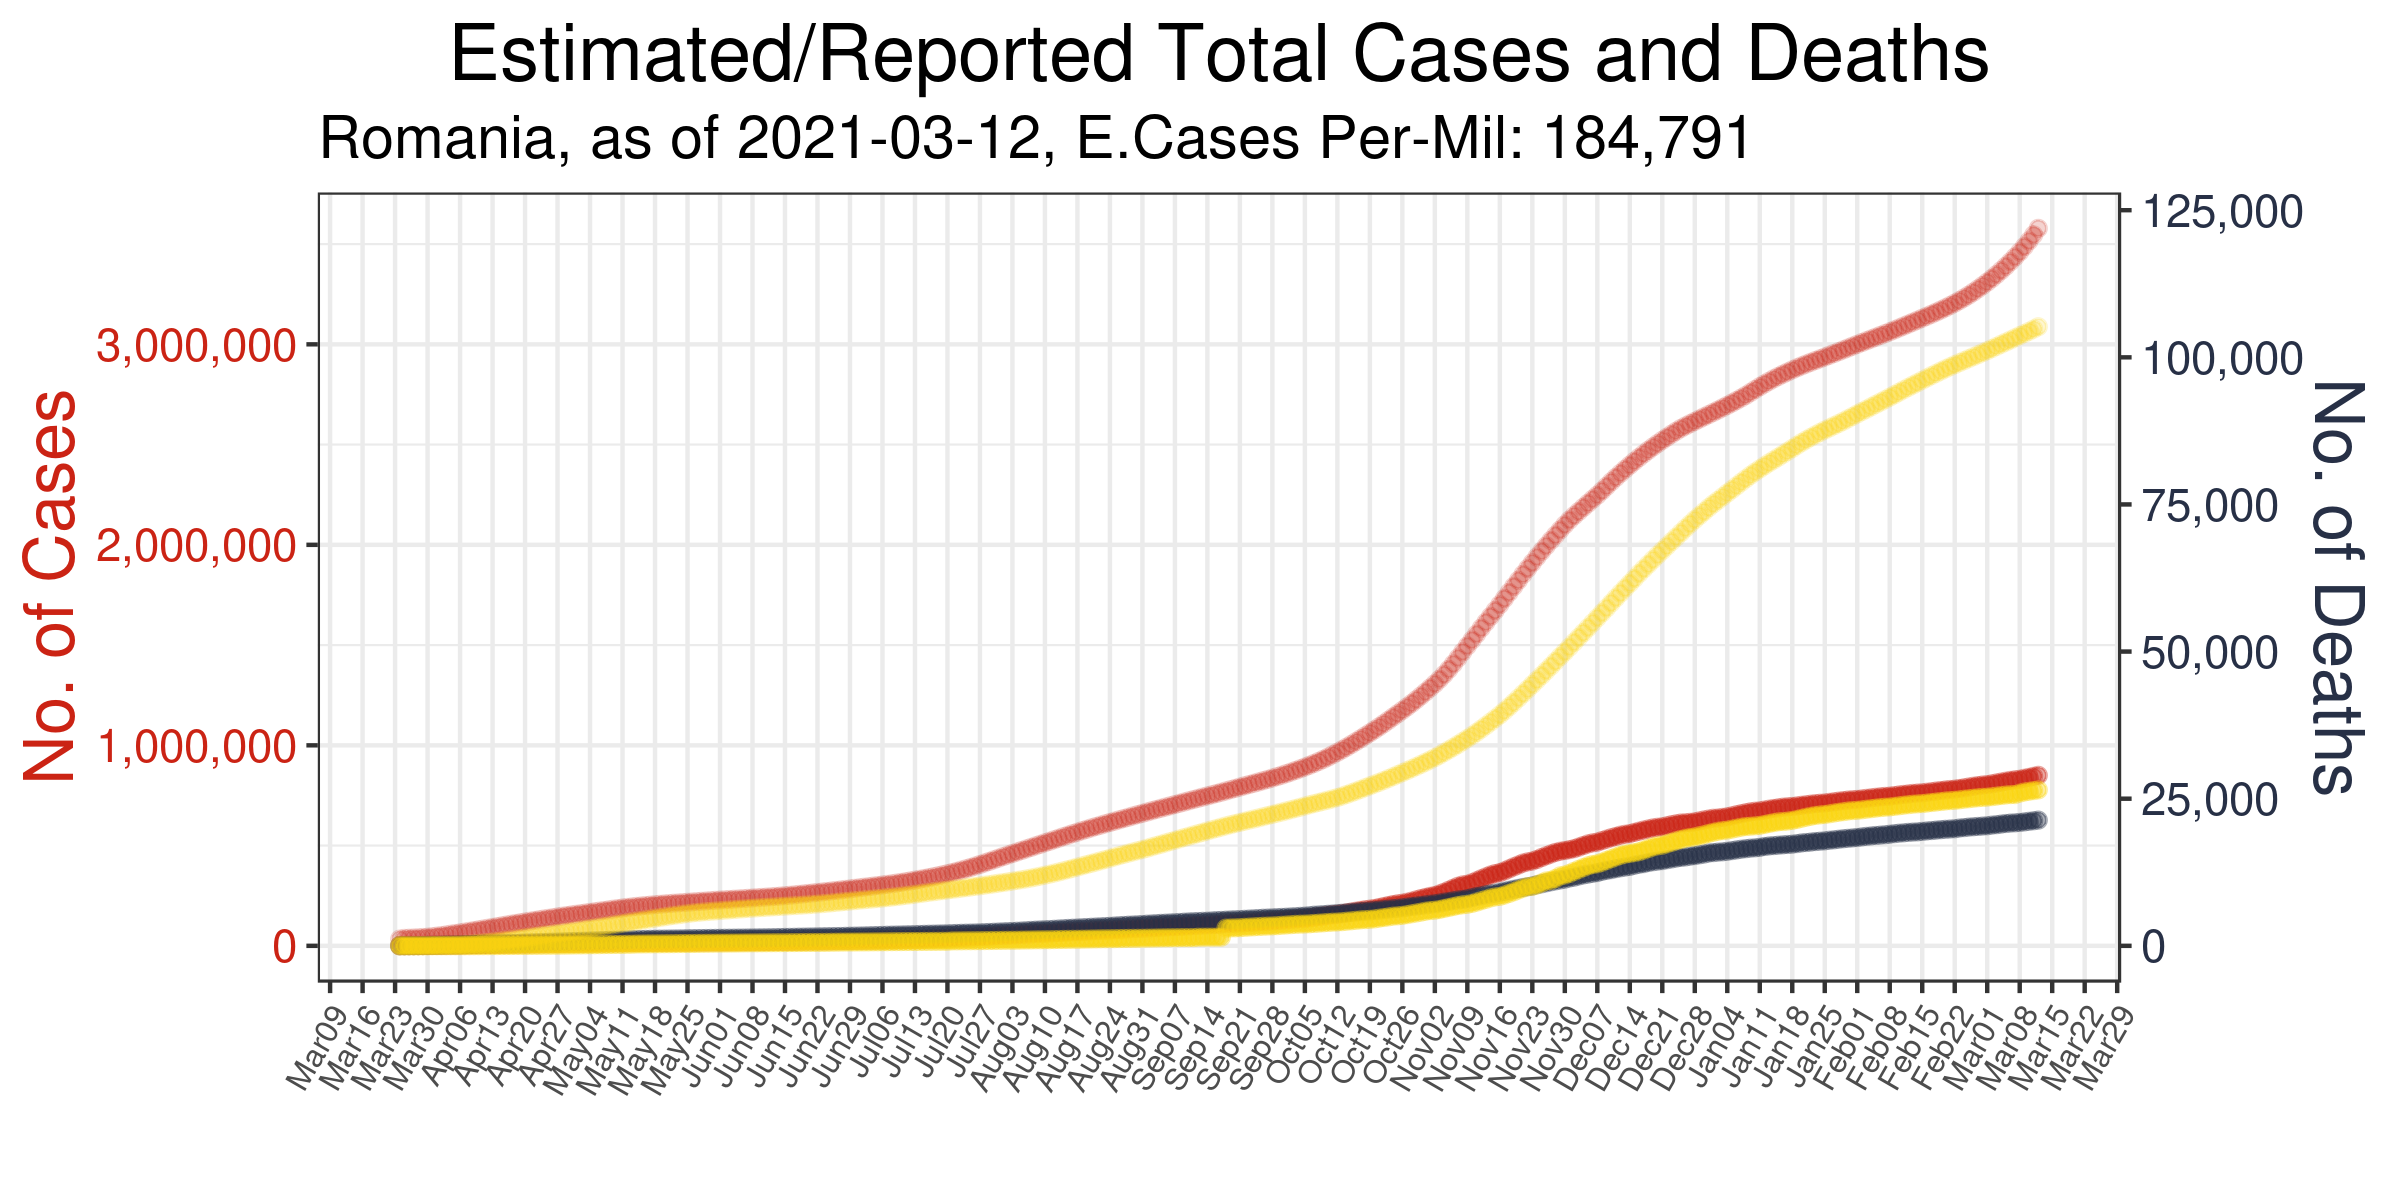 Estimated/Reported Total Cases and Deaths
Romania, as of 2021-03-12, E.Cases Per-Mil: 184,791
No. of Cases
3,000,000
2,000,000
1,000,000
0
125,000
100,000
75,000
50,000
25,000
0
No. of Deaths
Mar09
Mar16
Mar23
Mar30
Apr06
Apr13
Apr20
Apr27
May04
May11
May18
May25
Jun01
Jun08
Jun15
Jun22
Jun29
Jul06
Jul13
Jul20
Jul27
Aug03
Aug10
Aug17
Aug24
Aug31
Sep07
Sep14
Sep21
Sep28
Oct05
Oct12
Oct19
Oct26
Nov02
Nov09
Nov16
Nov23
Nov30
Dec07
Dec14
Dec21
Dec28
Jan04
Jan11
Jan18
Jan25
Feb01
Feb08
Feb15
Feb22
Mar01
Mar08
Mar15
Mar22
Mar29